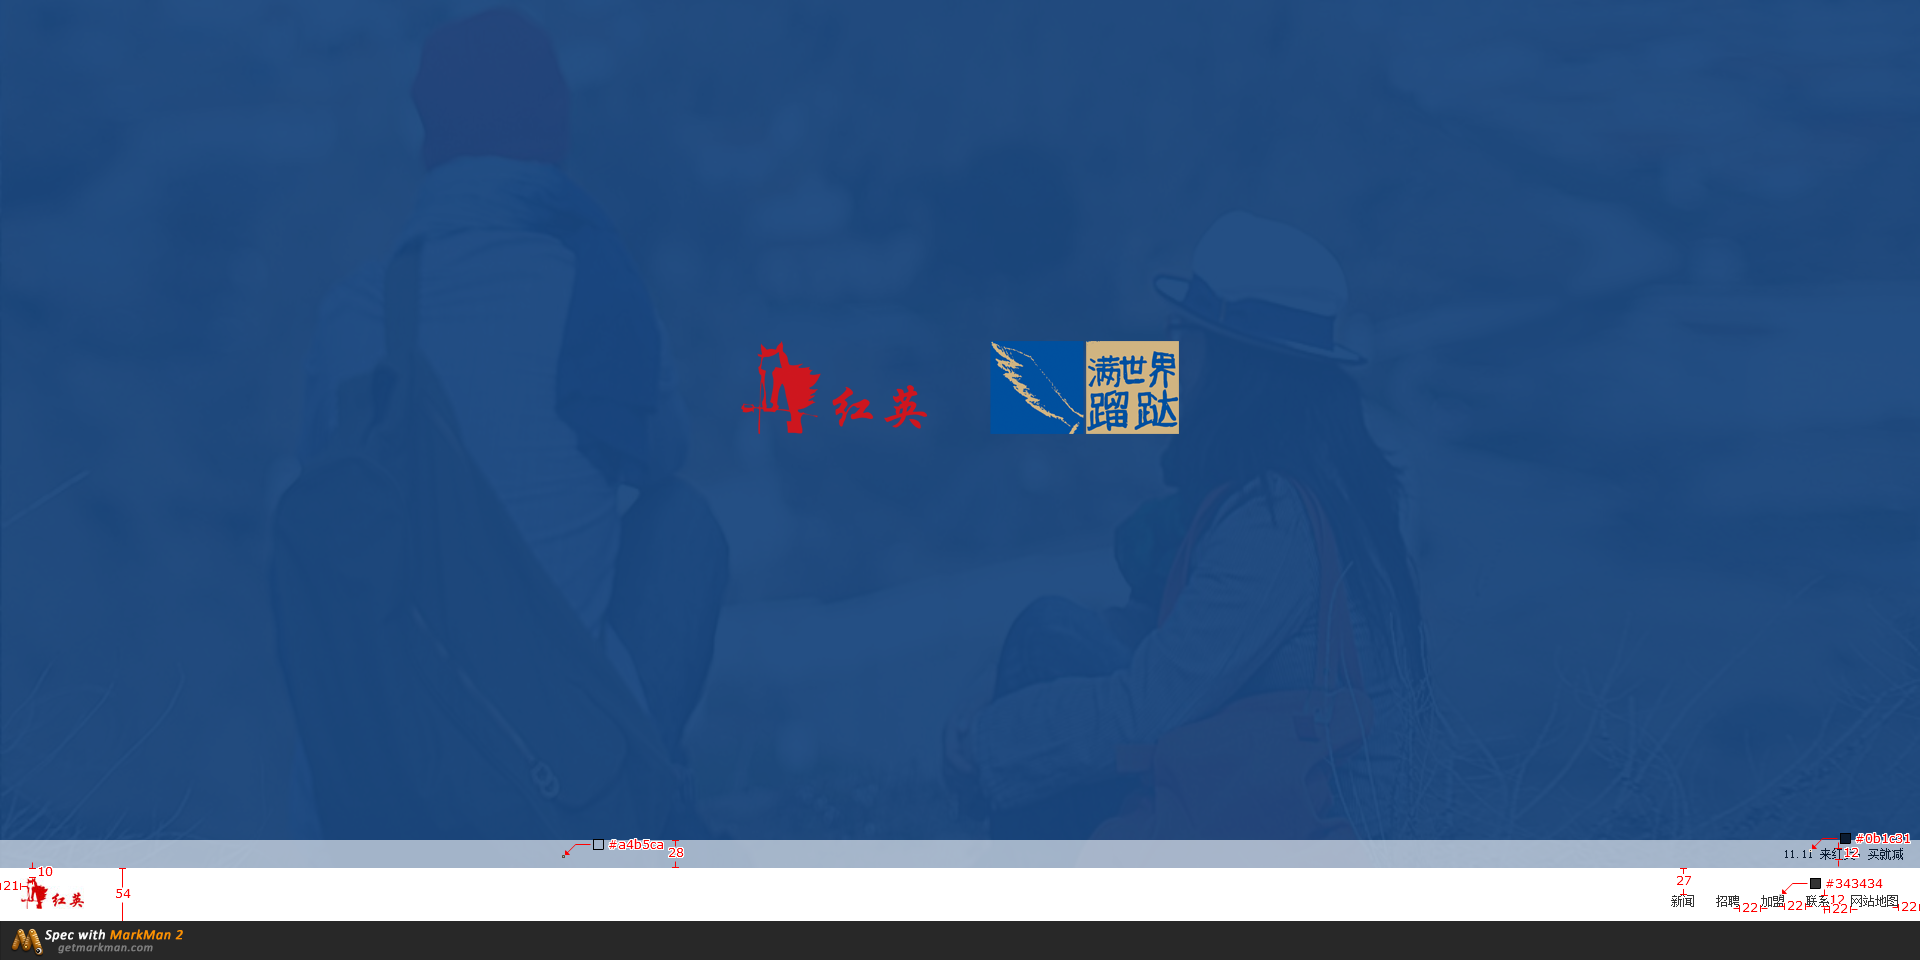 红英
满世界
蹓跶
#a4b5ca
28
#0b1c31
12
11.11 来红英 买就减
10
21
红英
54
27
#343434
新闻 招聘 加盟 联系 网站地图
22 22 12 22 22
Spec with MarkMan 2
getmarkman.com